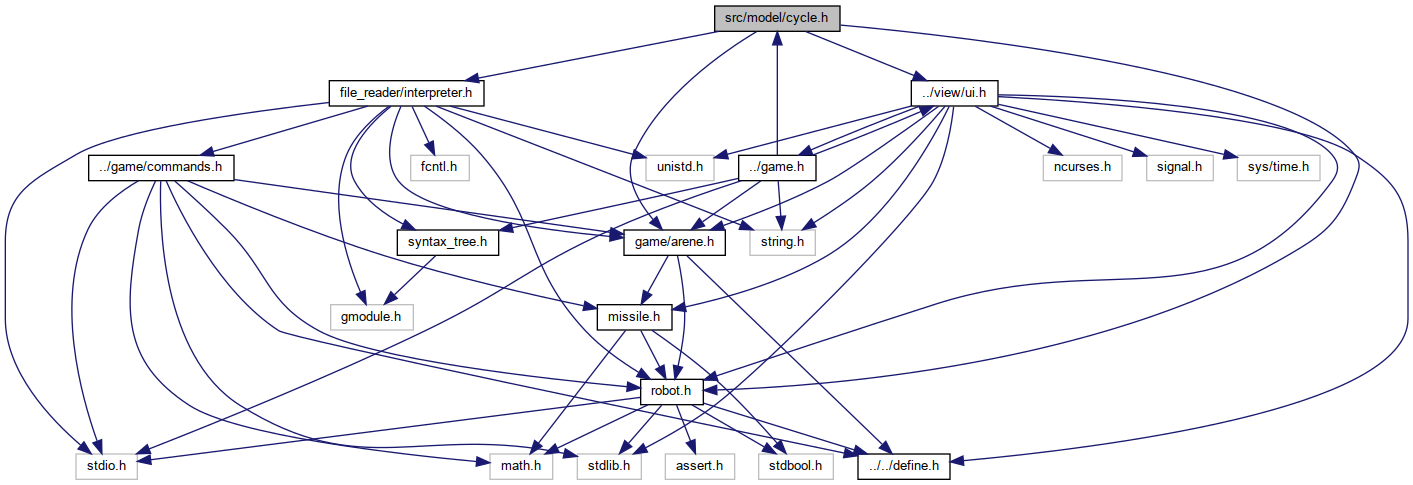 src/model/cycle.h
file_reader/interpreter.h
../view/ui.h
../game/commands.h
fcntl.h
unistd.h
../game.h
ncurses.h
signal.h
sys/time.h
syntax_tree.h
game/arene.h
string.h
gmodule.h
missile.h
robot.h
stdio.h
math.h
stdlib.h
assert.h
stdbool.h
../../define.h